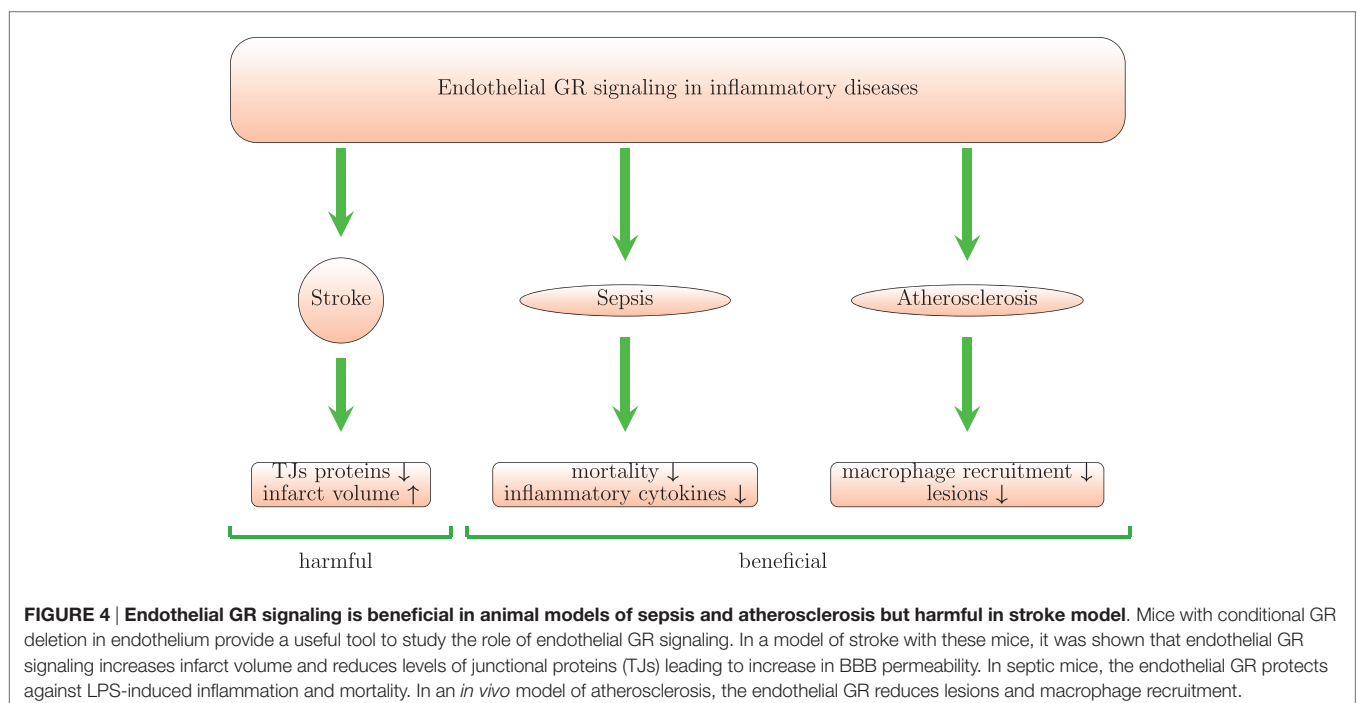 Endothelial GR signaling in inflammatory diseases
Stroke
Sepsis
Atherosclerosis
TJs proteins ↓
infarct volume ↑
mortality ↓
inflammatory cytokines ↓
macrophage recruitment ↓
lesions ↓
harmful
beneficial
FIGURE 4 | Endothelial GR signaling is beneficial in animal models of sepsis and atherosclerosis but harmful in stroke model. Mice with conditional GR
deletion in endothelium provide a useful tool to study the role of endothelial GR signaling. In a model of stroke with these mice, it was shown that endothelial GR
signaling increases infarct volume and reduces levels of junctional proteins (TJs) leading to increase in BBB permeability. In septic mice, the endothelial GR protects
against LPS-induced inflammation and mortality. In an in vivo model of atherosclerosis, the endothelial GR reduces lesions and macrophage recruitment.